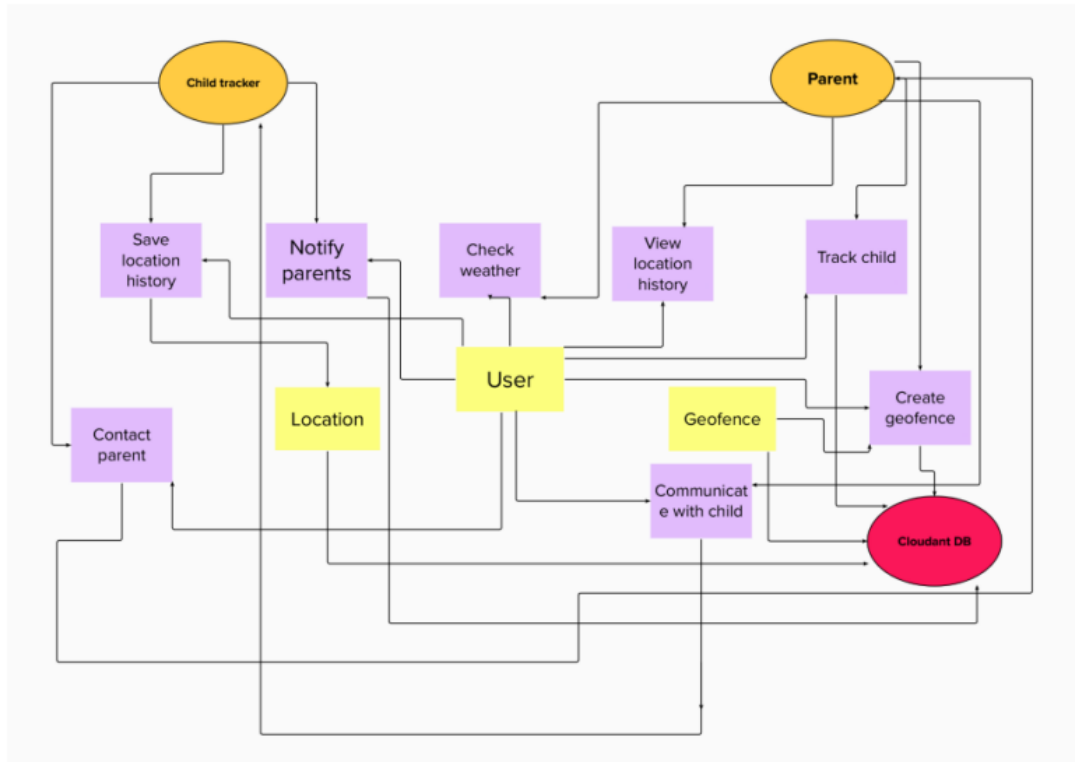 Child tracker
Parent
Save
location
history
Notify
parents
Check
weather
View
location
history
Track child
User
Location
Geofence
Create
geofence
Contact
parent
Communicat
e with child
Cloudant DB